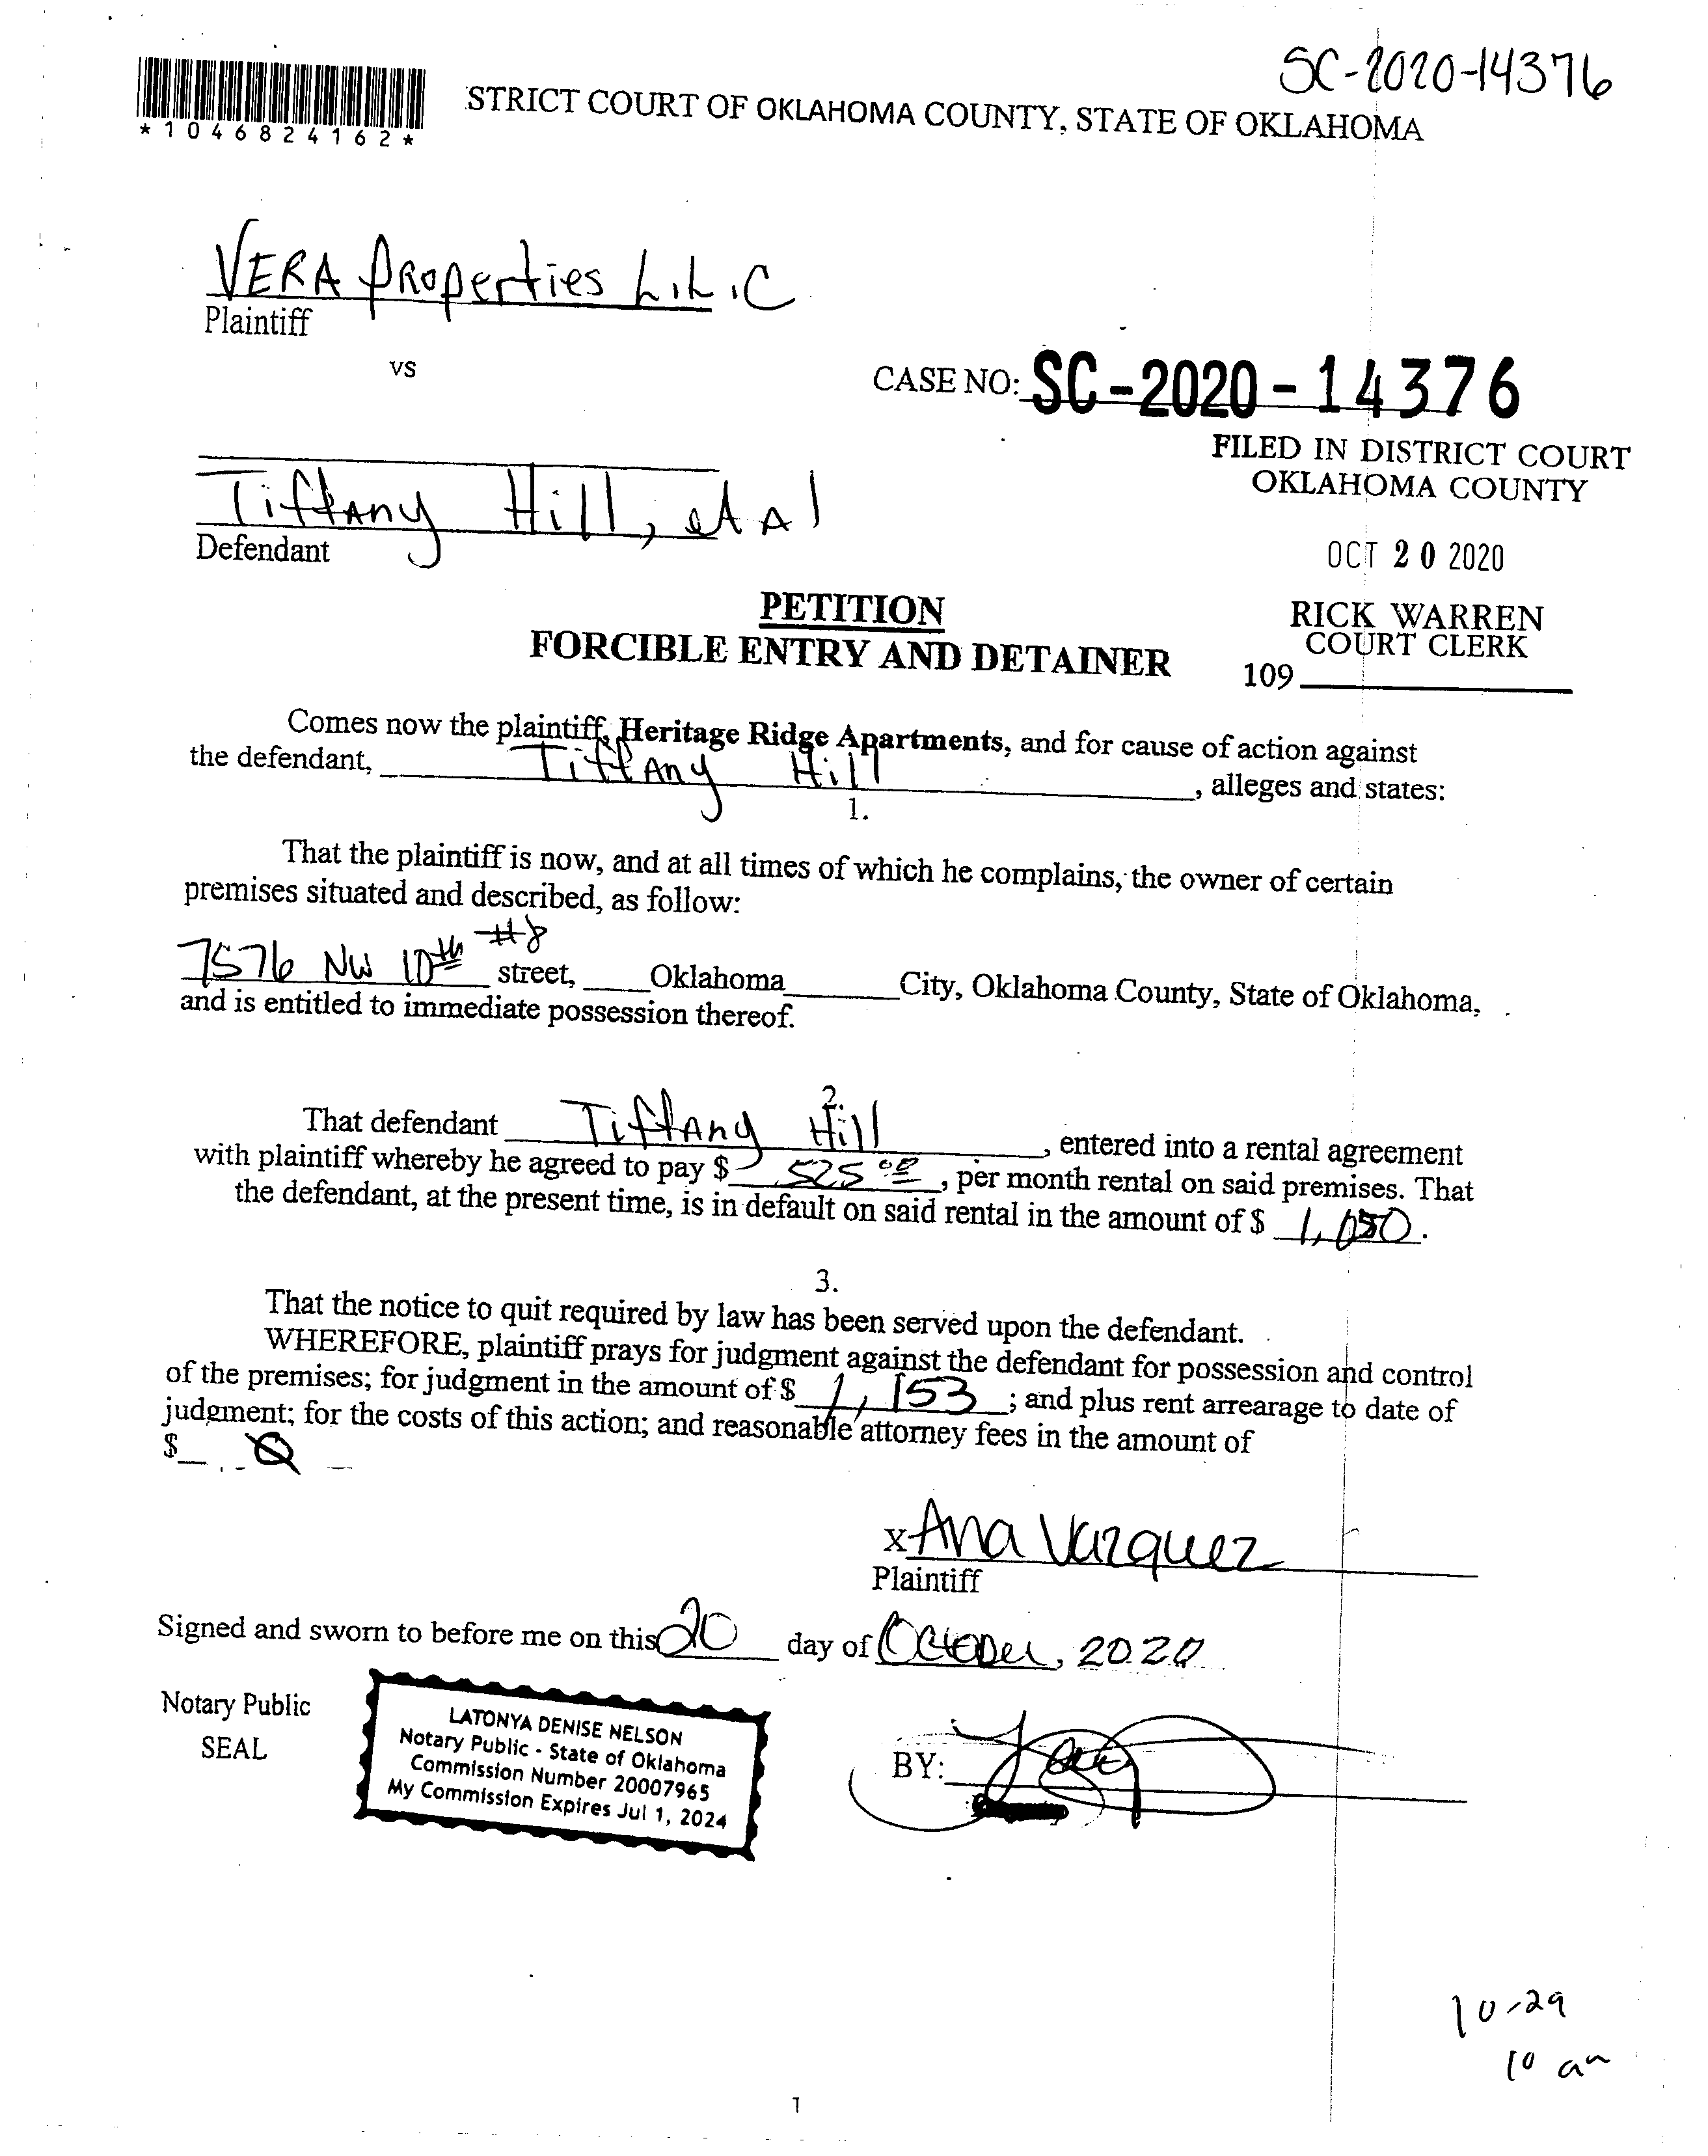 SC-2020-14376
*1046824162*
STRICT COURT OF OKLAHOMA COUNTY, STATE OF OKLAHOMA
VERA Properties L.L.C
Plaintiff
vs
CASE NO: SC-2020-14376
FILED IN DISTRICT COURT
OKLAHOMA COUNTY
Tiffany Hill, et Al
Defendant
OCT 20 2020
PETITION
FORCIBLE ENTRY AND DETAINER
RICK WARREN
COURT CLERK
109
Comes now the plaintiff, Heritage Ridge Apartments, and for cause of action against
the defendant, Tiffany Hill, alleges and states:
1.
That the plaintiff is now, and at all times of which he complains, the owner of certain
premises situated and described, as follow:
7576 NW 10th #8 street, Oklahoma City, Oklahoma County, State of Oklahoma,
and is entitled to immediate possession thereof.
2.
That defendant Tiffany Hill, entered into a rental agreement
with plaintiff whereby he agreed to pay $ 525 00, per month rental on said premises. That
the defendant, at the present time, is in default on said rental in the amount of $ 1,050.
3.
That the notice to quit required by law has been served upon the defendant.
WHEREFORE, plaintiff prays for judgment against the defendant for possession and control
of the premises; for judgment in the amount of $ 1,153; and plus rent arrearage to date of
judgment; for the costs of this action; and reasonable attorney fees in the amount of
$ 0
x Ana Vazquez
Plaintiff
Signed and sworn to before me on this 20 day of October, 2020
Notary Public
SEAL
LATONYA DENISE NELSON
Notary Public - State of Oklahoma
Commission Number 20007965
My Commission Expires Jul 1, 2024
BY:
10-29
10 am
1